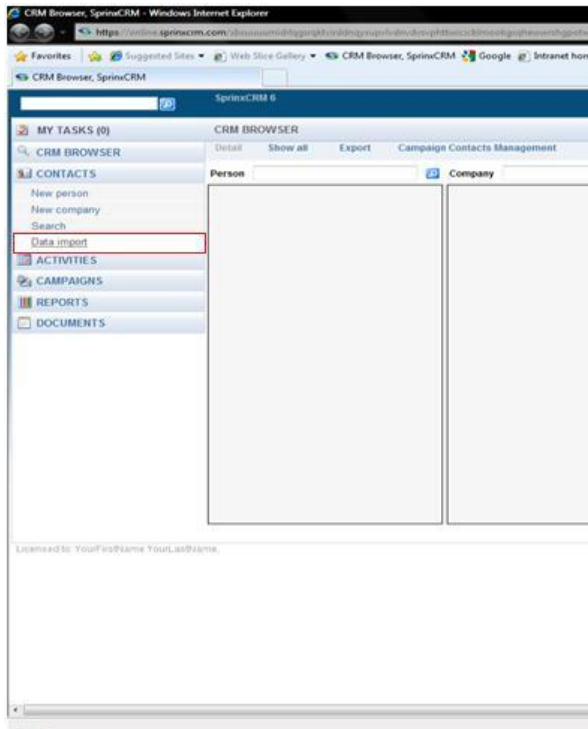 CRM Browser, SprinxCRM - Windows Internet Explorer
https://online.sprinxcrm.com/
Favorites Suggested Sites Web Slice Gallery CRM Browser, SprinxCRM Google Intranet hom
CRM Browser, SprinxCRM
SprinxCRM 6
MY TASKS (0)
CRM BROWSER
CONTACTS
New person
New company
Search
Data import
ACTIVITIES
CAMPAIGNS
REPORTS
DOCUMENTS
CRM BROWSER
Detail Show all Export Campaign Contacts Management
Person Company
Licensed to: YourFirstName YourLastName,